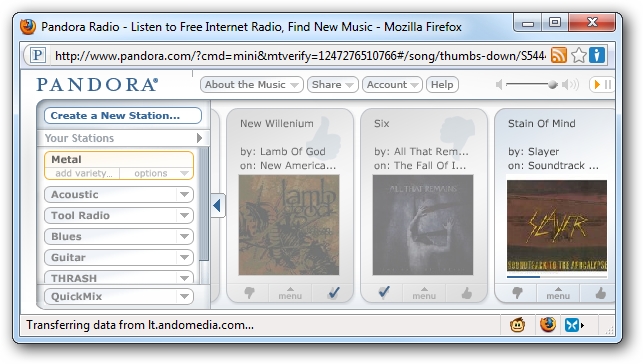 Pandora Radio - Listen to Free Internet Radio, Find New Music - Mozilla Firefox
P http://www.pandora.com/?cmd=mini&mtverify=1247276510766#/song/thumbs-down/S544
PANDORA® About the Music Share Account Help
Create a New Station...
Your Stations
Metal
add variety... options
Acoustic
Tool Radio
Blues
Guitar
THRASH
QuickMix
New Willenium
by: Lamb Of God
on: New America...
lamb
god
menu
Six
by: All That Rem...
on: The Fall Of I...
ALL THAT REMAINS
menu
Stain Of Mind
by: Slayer
on: Soundtrack ...
SLAYER
SOUNDTRACK TO THE APOCALYPSE
menu
Transferring data from lt.andomedia.com...